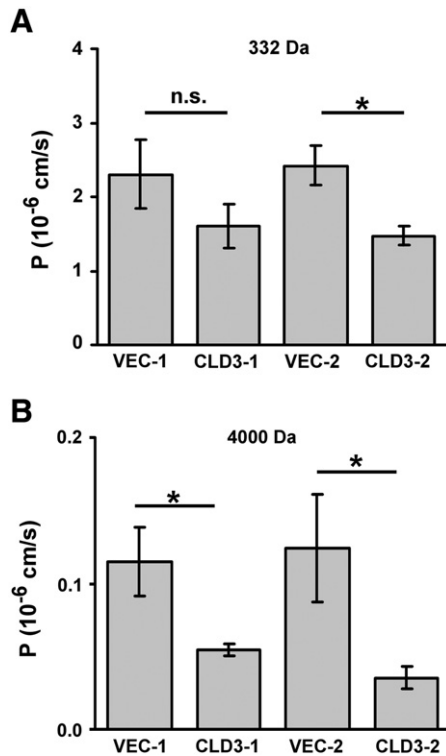 A
332 Da
4
3
2
1
0
P (10⁻⁶ cm/s)
n.s.
*
VEC-1 CLD3-1 VEC-2 CLD3-2
B
4000 Da
0.2
0.1
0.0
P (10⁻⁶ cm/s)
*
*
VEC-1 CLD3-1 VEC-2 CLD3-2